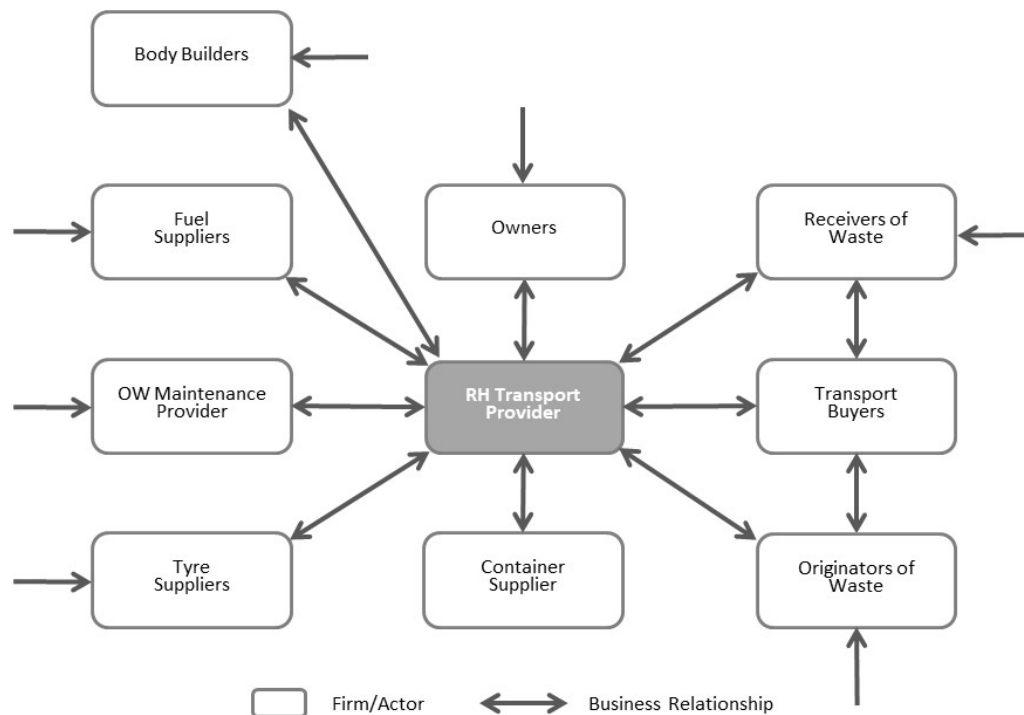 Body Builders
Fuel
Suppliers
Owners
Receivers of
Waste
OW Maintenance
Provider
RH Transport
Provider
Transport
Buyers
Tyre
Suppliers
Container
Supplier
Originators of
Waste
Firm/Actor
Business Relationship